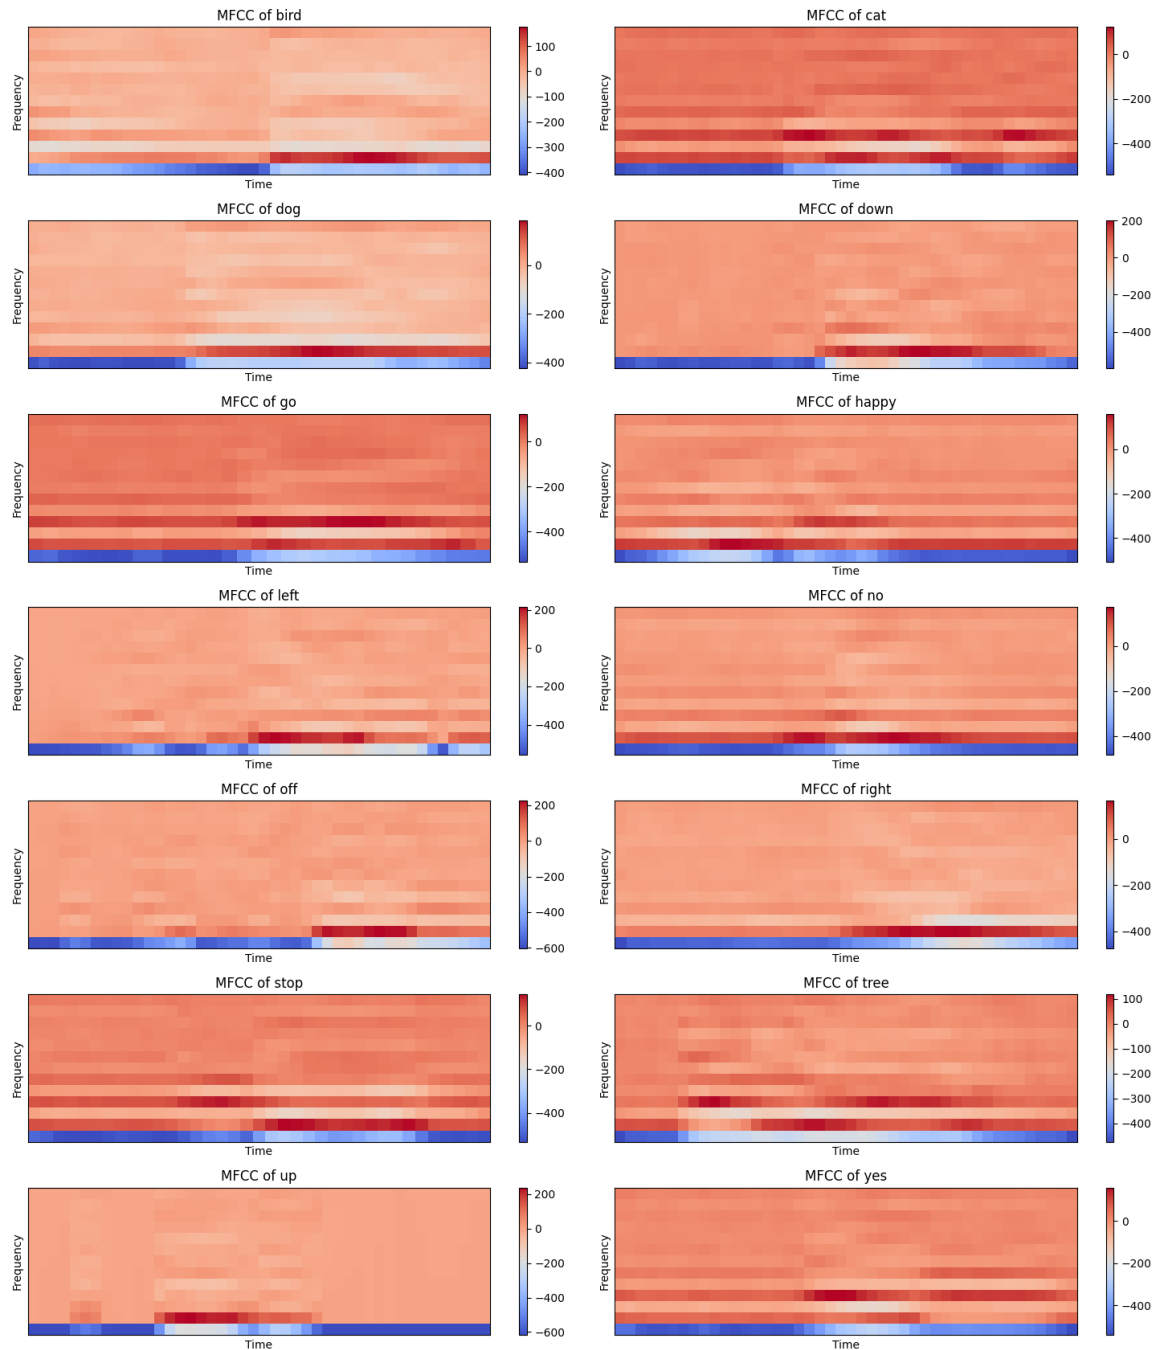 MFCC of bird
Frequency
Time
100
0
−100
−200
−300
−400
MFCC of cat
Frequency
Time
0
−200
−400
MFCC of dog
Frequency
Time
0
−200
−400
MFCC of down
Frequency
Time
200
0
−200
−400
MFCC of go
Frequency
Time
0
−200
−400
MFCC of happy
Frequency
Time
0
−200
−400
MFCC of left
Frequency
Time
200
0
−200
−400
MFCC of no
Frequency
Time
0
−200
−400
MFCC of off
Frequency
Time
200
0
−200
−400
−600
MFCC of right
Frequency
Time
0
−200
−400
MFCC of stop
Frequency
Time
0
−200
−400
MFCC of tree
Frequency
Time
100
0
−100
−200
−300
−400
MFCC of up
Frequency
Time
200
0
−200
−400
−600
MFCC of yes
Frequency
Time
0
−200
−400